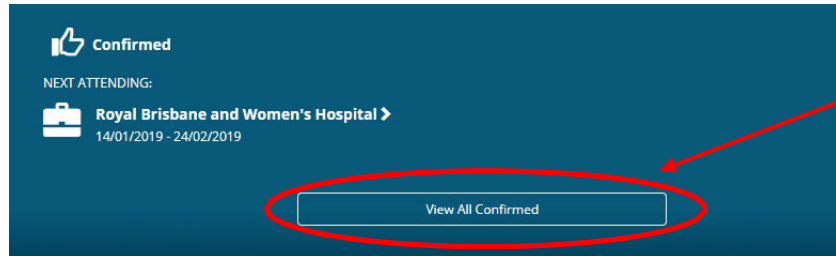 Confirmed
NEXT ATTENDING:
Royal Brisbane and Women's Hospital
14/01/2019 - 24/02/2019
View All Confirmed